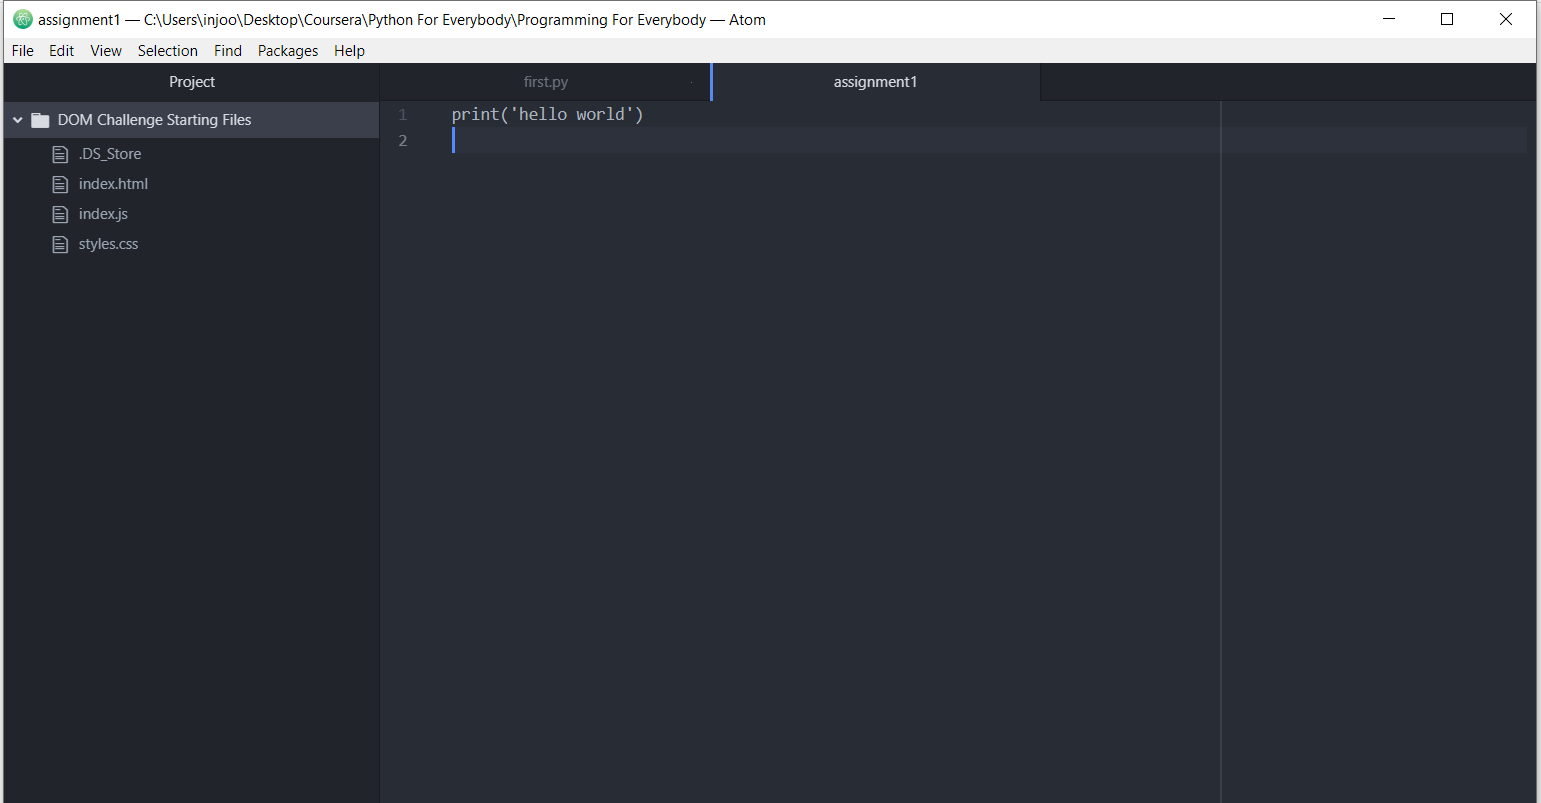 assignment1 — C:\Users\injoo\Desktop\Coursera\Python For Everybody\Programming For Everybody — Atom
File Edit View Selection Find Packages Help
Project
DOM Challenge Starting Files
.DS_Store
index.html
index.js
styles.css
first.py assignment1
1 print('hello world')
2